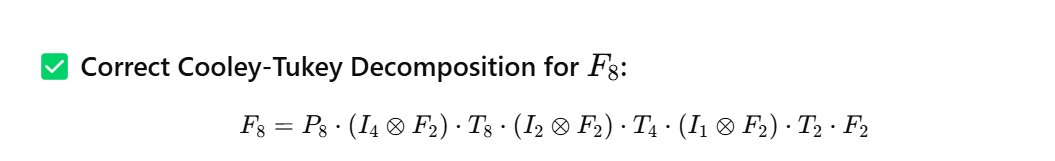 ✅ Correct Cooley-Tukey Decomposition for F₈:
F₈ = P₈ · (I₄ ⊗ F₂) · T₈ · (I₂ ⊗ F₂) · T₄ · (I₁ ⊗ F₂) · T₂ · F₂